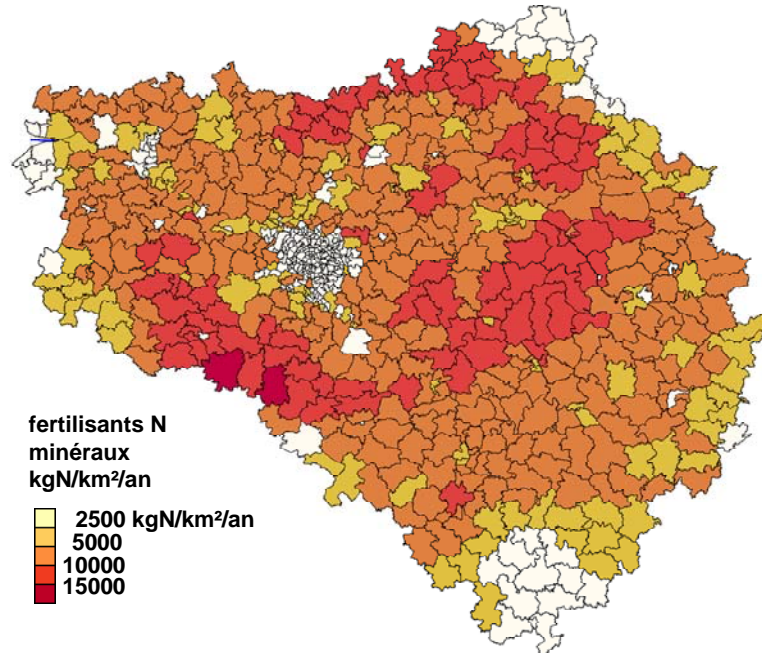 fertilisants N
minéraux
kgN/km²/an
2500 kgN/km²/an
5000
10000
15000